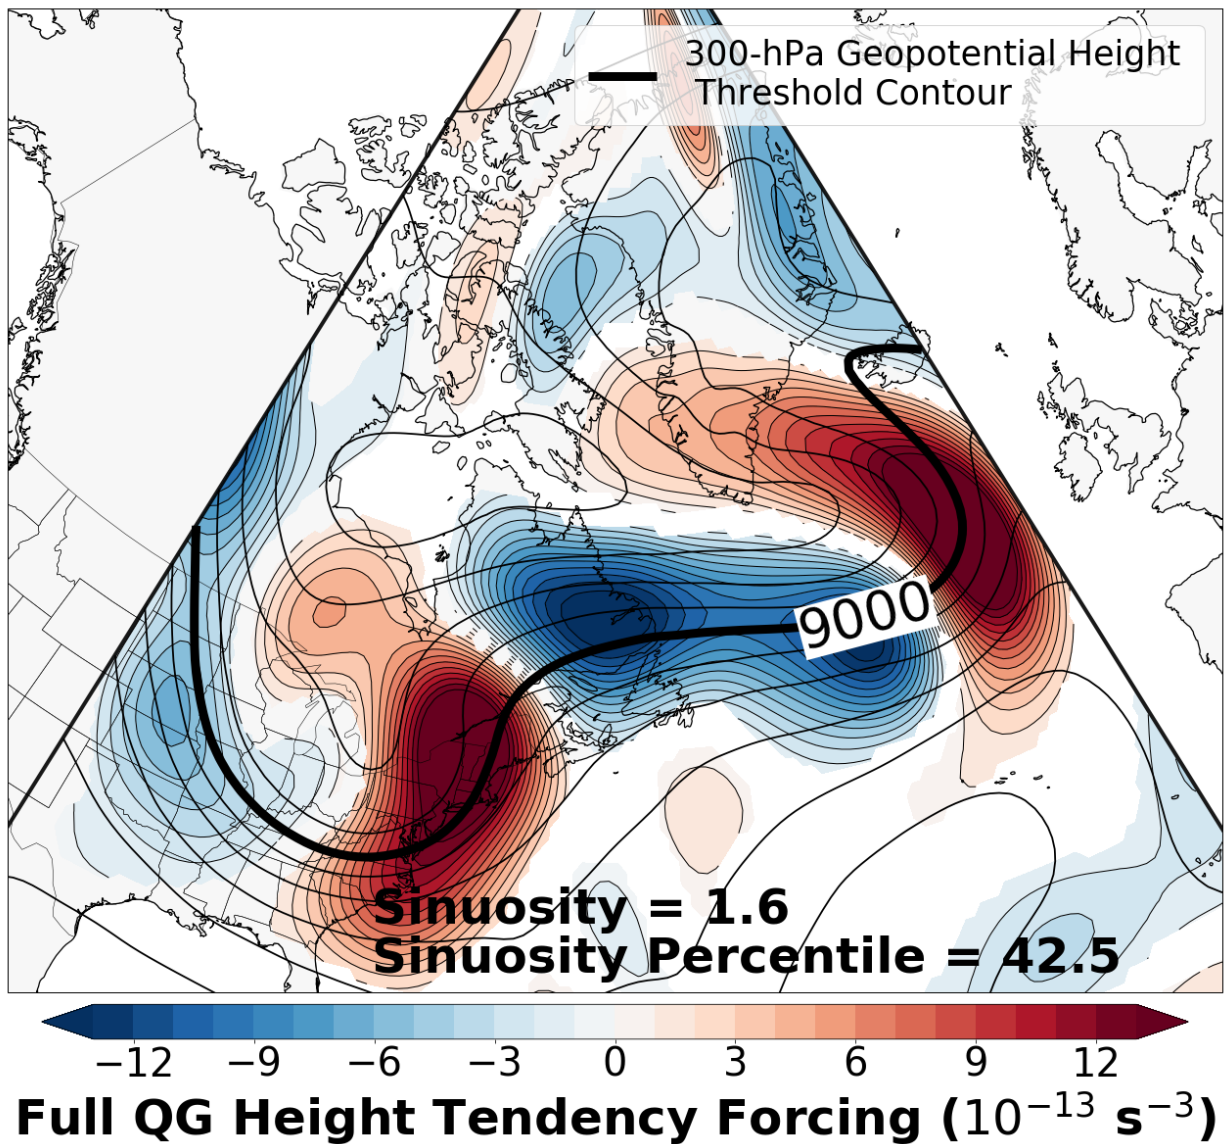 300-hPa Geopotential Height
Threshold Contour
9000
Sinuosity = 1.6
Sinuosity Percentile = 42.5
−12 −9 −6 −3 0 3 6 9 12
Full QG Height Tendency Forcing (10⁻¹³ s⁻³)